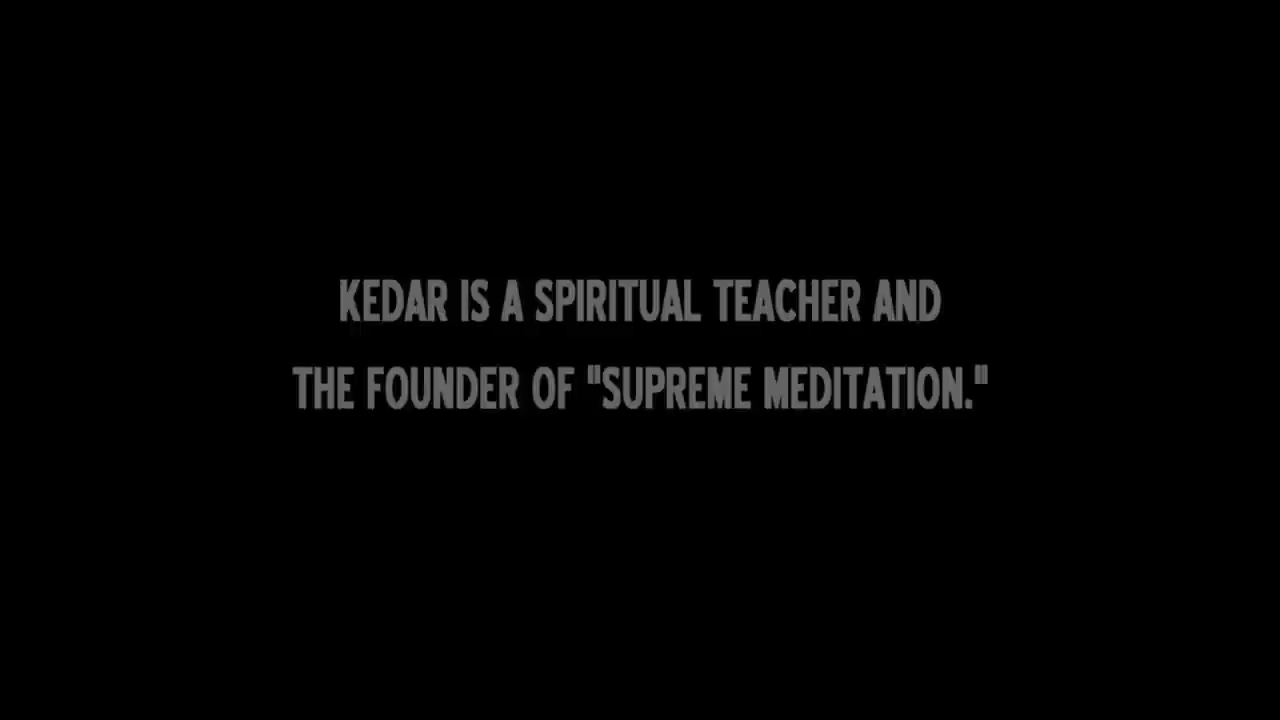 KEDAR IS A SPIRITUAL TEACHER AND
THE FOUNDER OF "SUPREME MEDITATION."